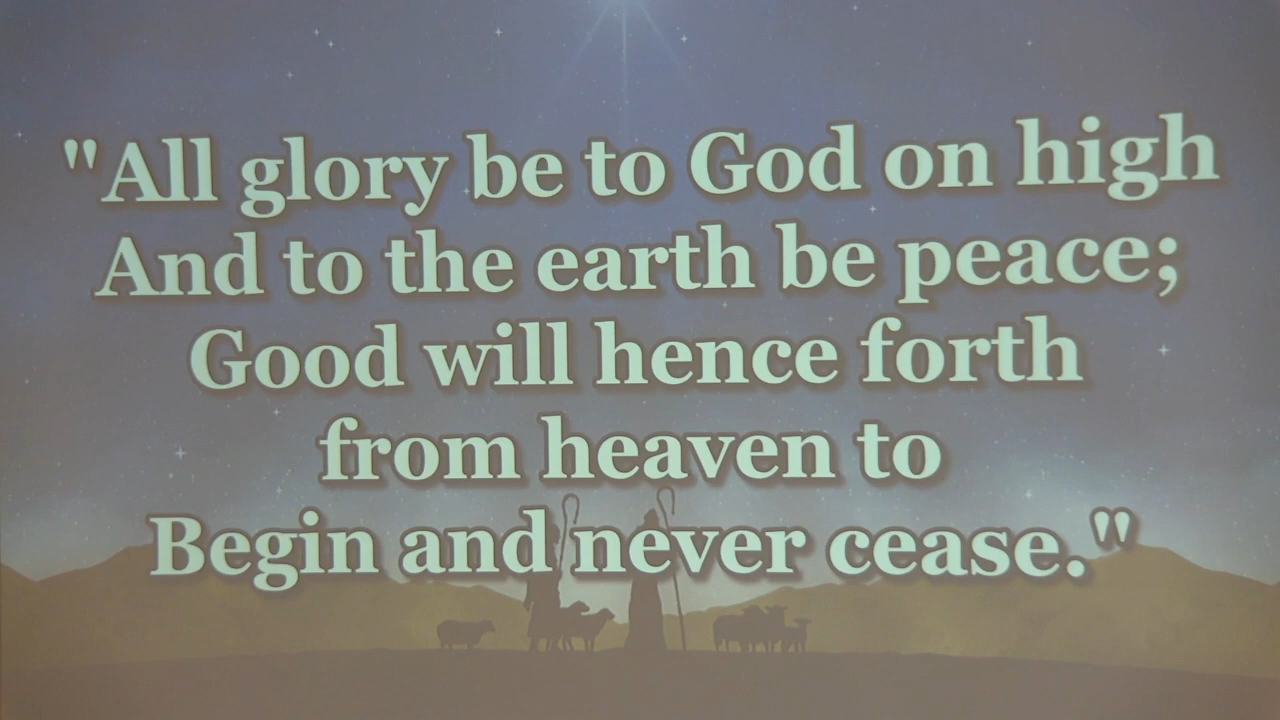 "All glory be to God on high
And to the earth be peace;
Good will hence forth
from heaven to
Begin and never cease."